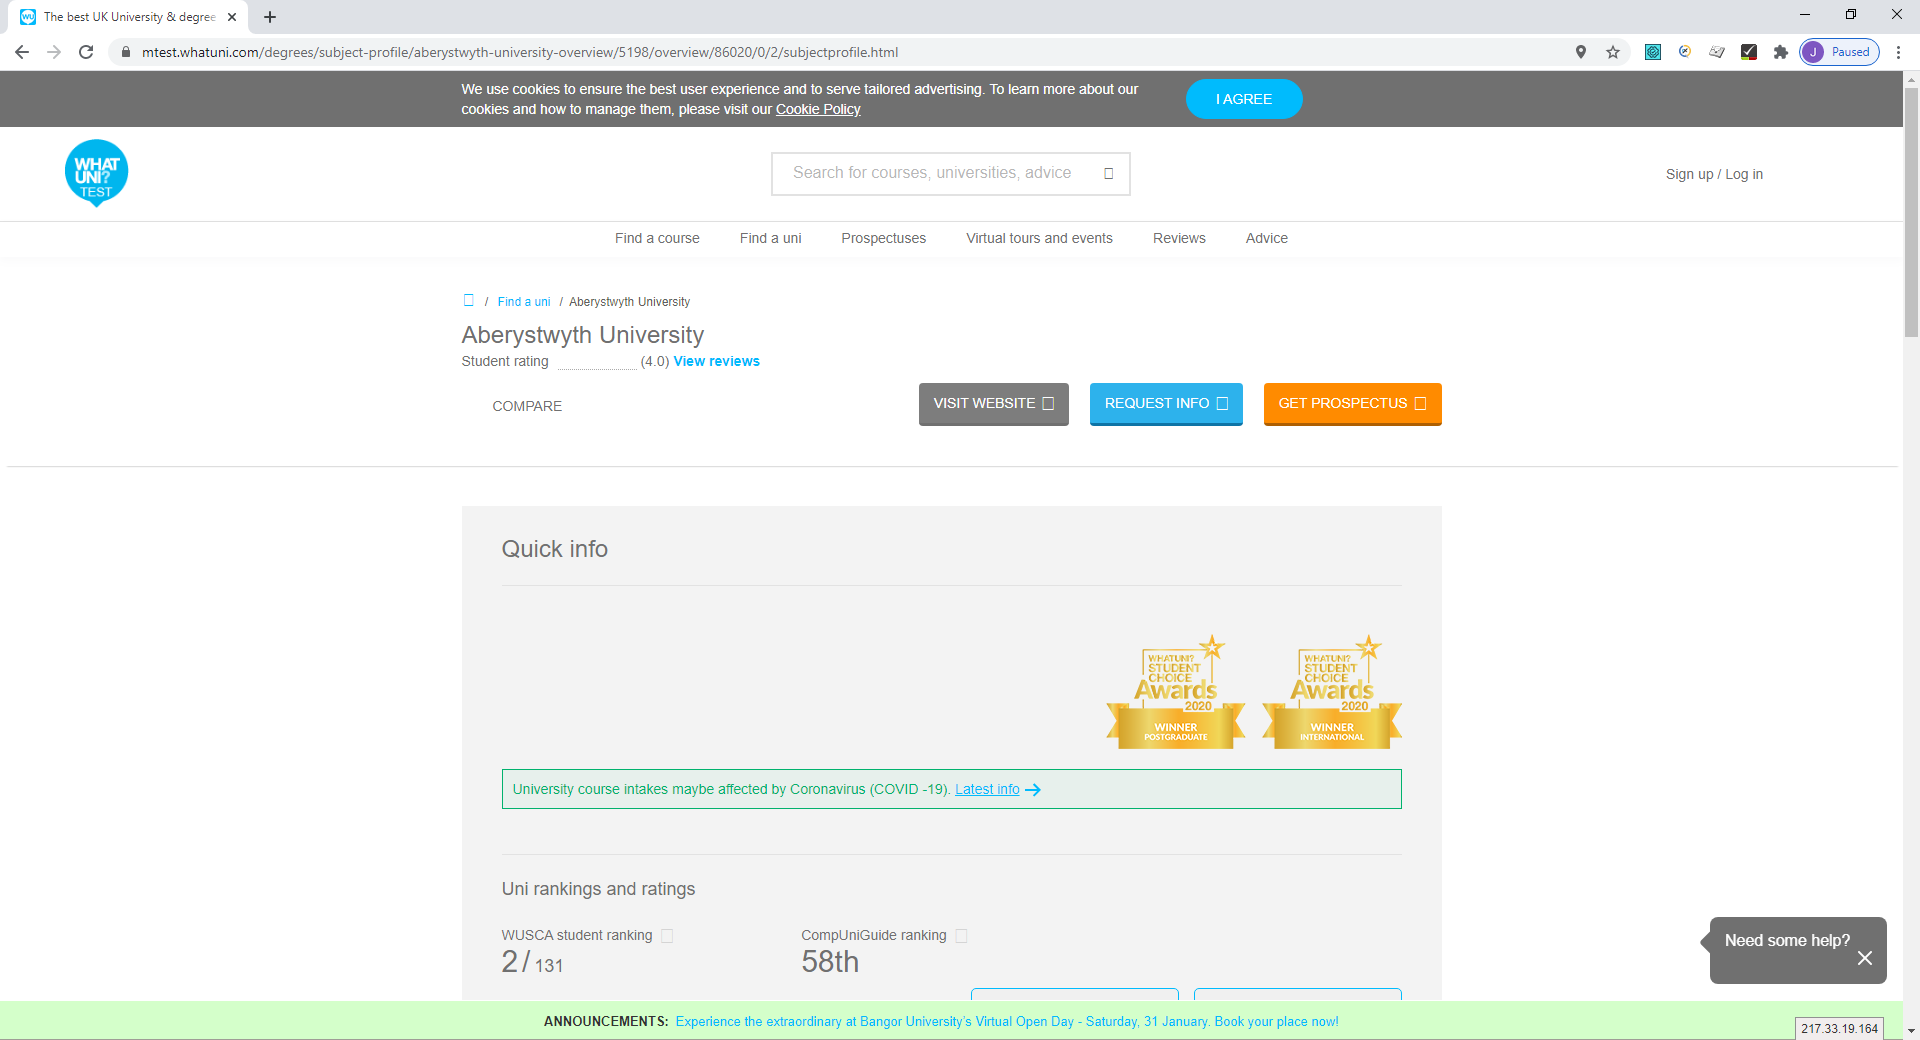 The best UK University & degree
mtest.whatuni.com/degrees/subject-profile/aberystwyth-university-overview/5198/overview/86020/0/2/subjectprofile.html
J Paused
We use cookies to ensure the best user experience and to serve tailored advertising. To learn more about our
cookies and how to manage them, please visit our Cookie Policy
I AGREE
WHAT
UNI?
TEST
Search for courses, universities, advice
Sign up / Log in
Find a course Find a uni Prospectuses Virtual tours and events Reviews Advice
/ Find a uni / Aberystwyth University
Aberystwyth University
Student rating (4.0) View reviews
COMPARE
VISIT WEBSITE
REQUEST INFO
GET PROSPECTUS
Quick info
WHATUNI?
STUDENT
CHOICE
Awards
2020
WINNER
POSTGRADUATE
WHATUNI?
STUDENT
CHOICE
Awards
2020
WINNER
INTERNATIONAL
University course intakes maybe affected by Coronavirus (COVID -19). Latest info
Uni rankings and ratings
WUSCA student ranking
2 / 131
CompUniGuide ranking
58th
Need some help?
ANNOUNCEMENTS: Experience the extraordinary at Bangor University's Virtual Open Day - Saturday, 31 January. Book your place now!
217.33.19.164